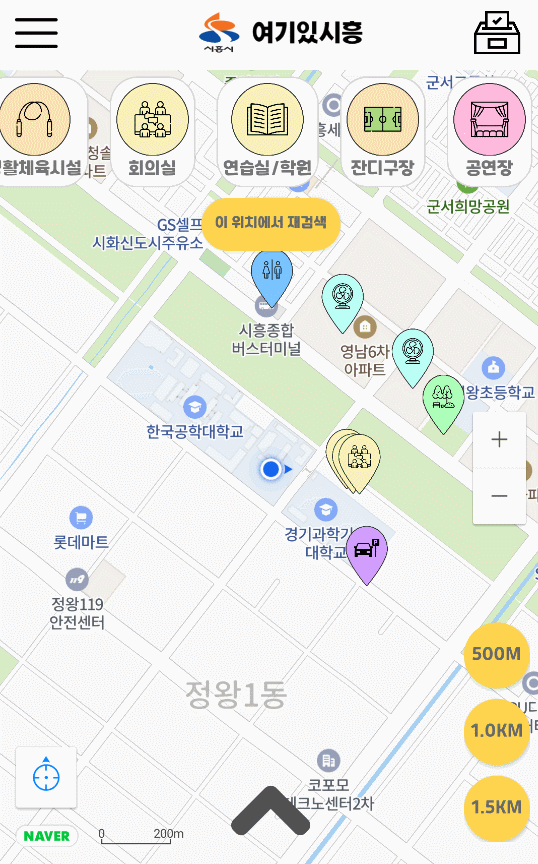 시흥시
여기있시흥
군서
활체육시설
회의실
연습실/학원
잔디구장
공연장
청솔
아파트
흥세
군서희망공원
이 위치에서 재검색
GS셀프
시화신도시주유소
시흥종합
버스터미널
영남6차
아파트
왕초등학교
한국공학대학교
경기과학기
대학교
롯데마트
정왕119
안전센터
500M
정왕1동
1.0KM
코포모
테크노센터2차
1.5KM
NAVER
0
200m